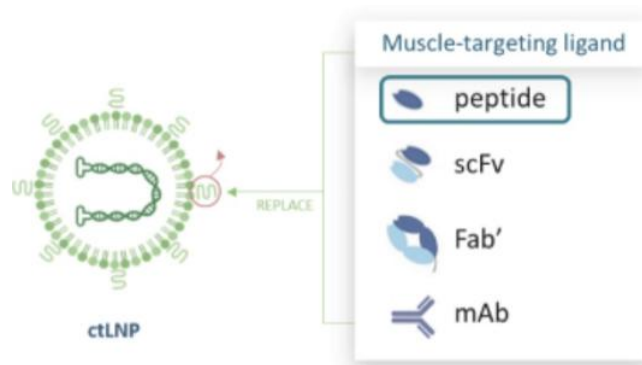 Muscle-targeting ligand
peptide
scFv
REPLACE
Fab'
mAb
ctLNP